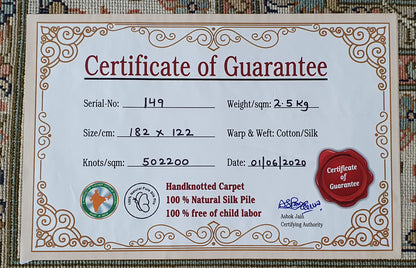 Certificate of Guarantee
Serial-No: 149 Weight/sqm: 2.5 Kg
Size/cm: 182 x 122 Warp & Weft: Cotton/Silk
Knots/sqm: 502200 Date: 01/06/2020
Handknotted Carpet
100% Natural Silk Pile
100% free of child labor
Certificate of
Guarantee
Ashok Jain
Certifying Authority